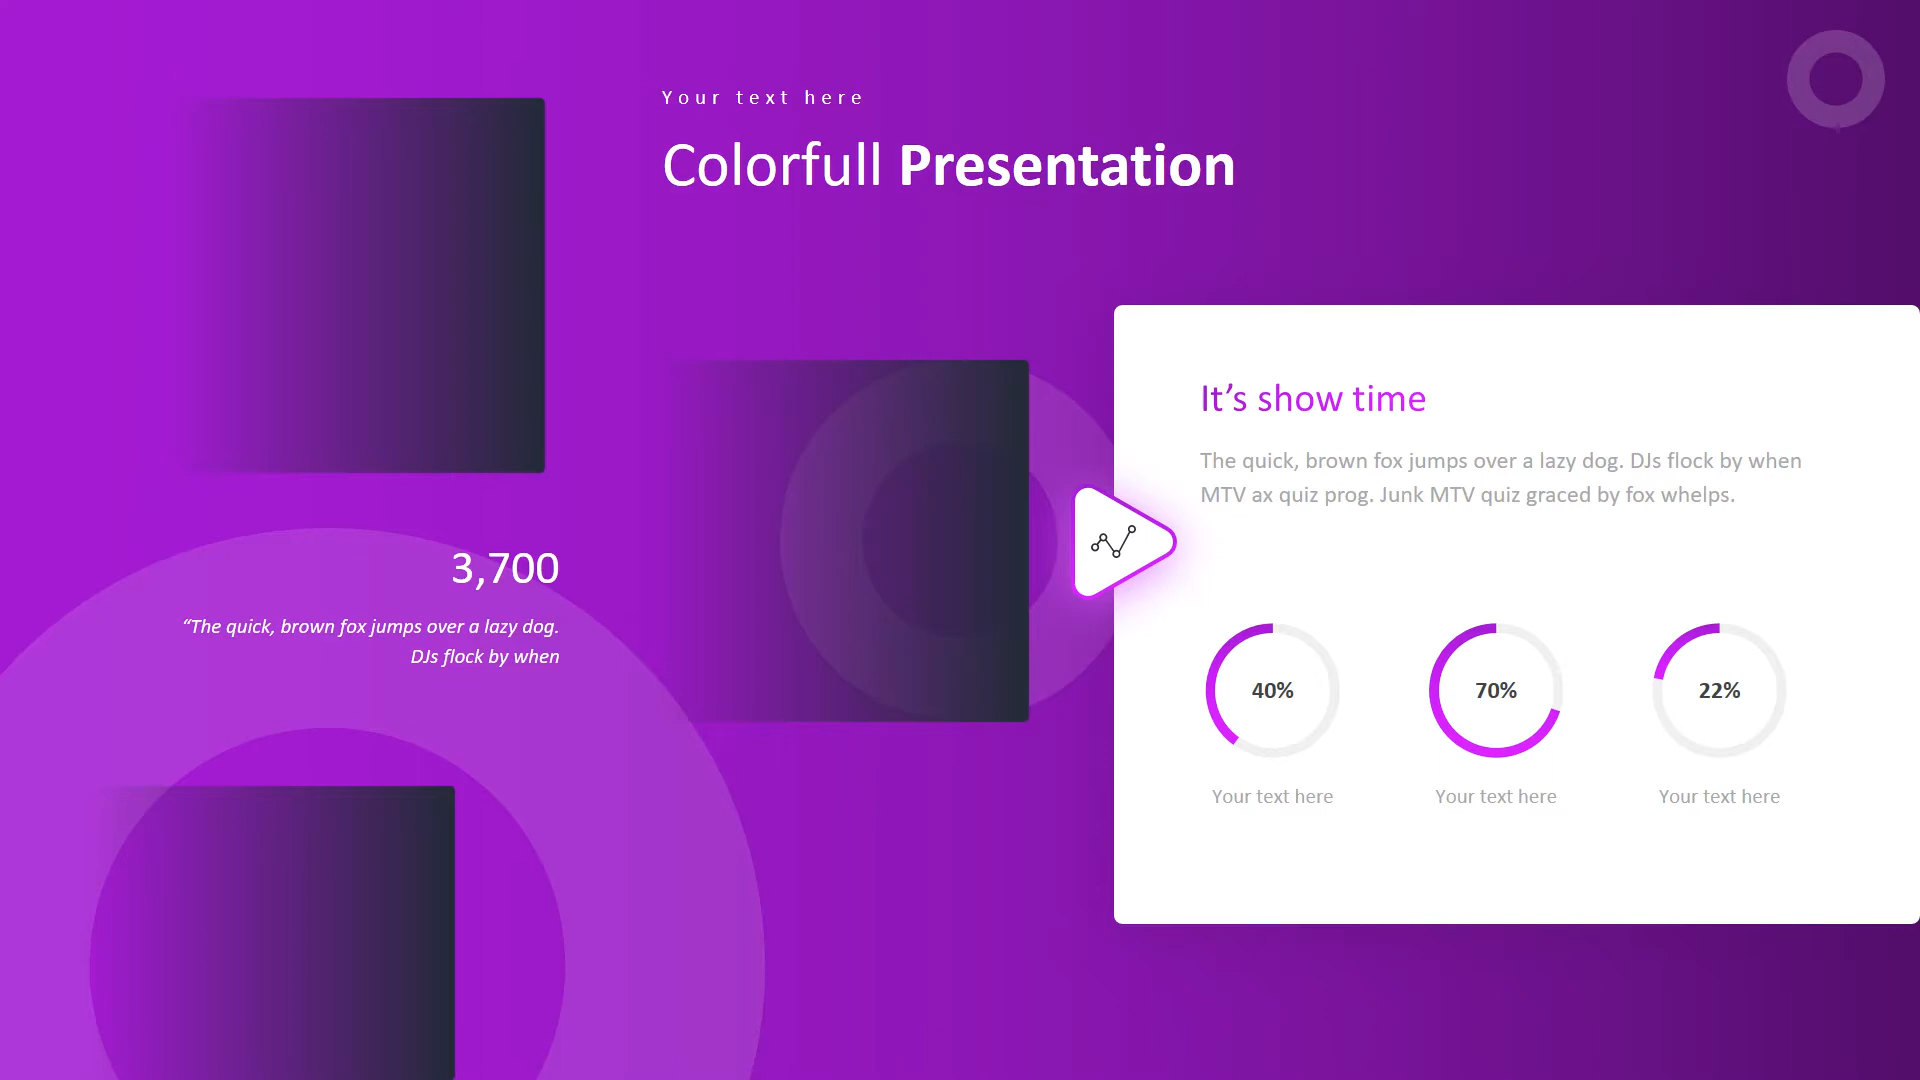 Your text here
Colorfull Presentation
3,700
“The quick, brown fox jumps over a lazy dog.
DJs flock by when
It’s show time
The quick, brown fox jumps over a lazy dog. DJs flock by when
MTV ax quiz prog. Junk MTV quiz graced by fox whelps.
40%
70%
22%
Your text here
Your text here
Your text here